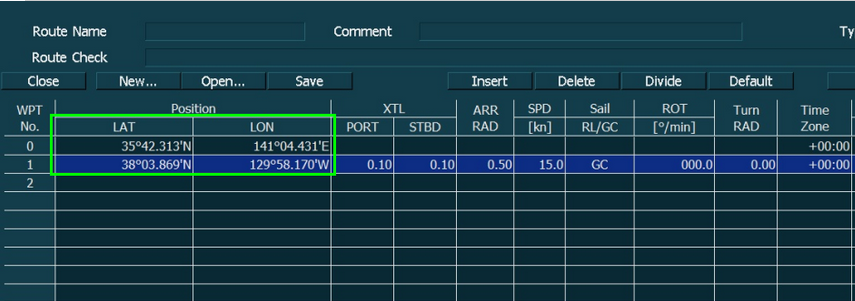 Route Name Comment Ty
Route Check
Close New... Open... Save Insert Delete Divide Default
WPT No. Position XTL ARR RAD SPD [kn] Sail RL/GC ROT [°/min] Turn RAD Time Zone
LAT LON PORT STBD
0 35°42.313'N 141°04.431'E +00:00
1 38°03.869'N 129°58.170'W 0.10 0.10 0.50 15.0 GC 000.0 0.00 +00:00
2